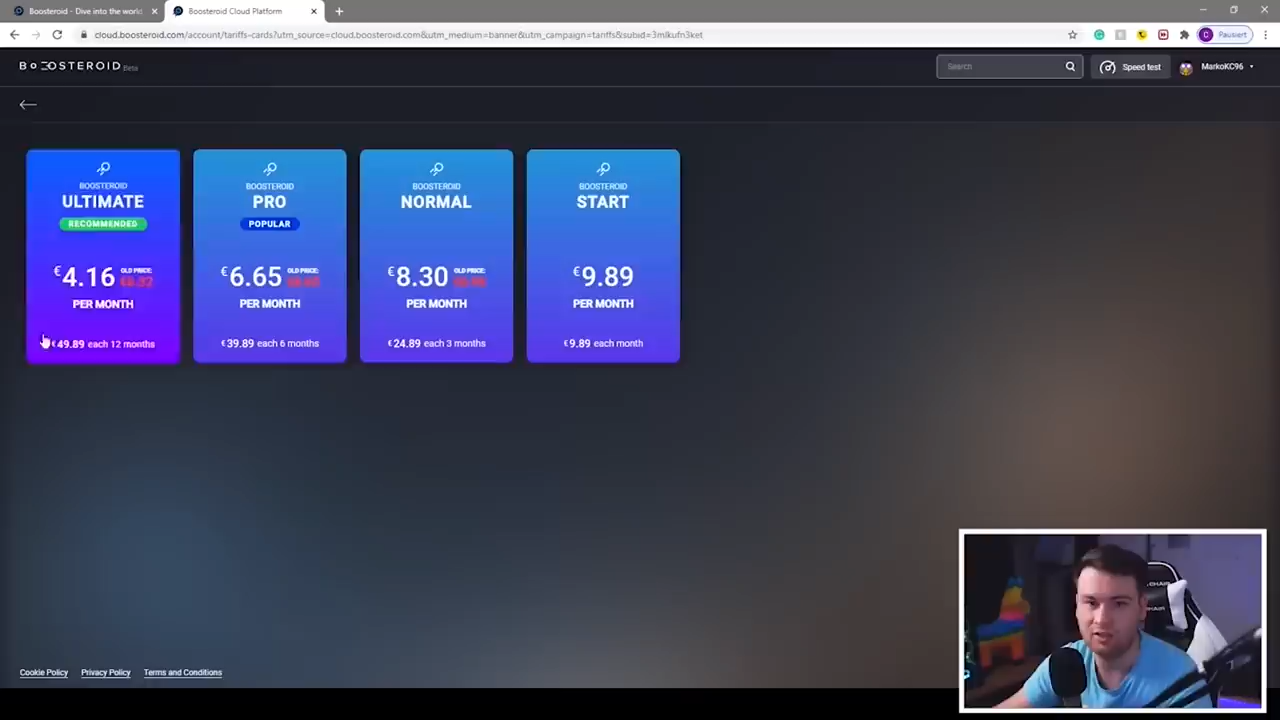 Boosteroid - Dive into the world
Boosteroid Cloud Platform
cloud.boosteroid.com/account/tariffs-cards?utm_source=cloud.boosteroid.com&utm_medium=banner&utm_campaign=tariffs&subid=3mlkufn3ket
Pausiert
BOOSTEROID Beta
Search
Speed test
MarkoKC96
BOOSTEROID
ULTIMATE
RECOMMENDED
€4.16 OLD PRICE:
PER MONTH
€49.89 each 12 months
BOOSTEROID
PRO
POPULAR
€6.65 OLD PRICE:
PER MONTH
€39.89 each 6 months
BOOSTEROID
NORMAL
€8.30 OLD PRICE:
PER MONTH
€24.89 each 3 months
BOOSTEROID
START
€9.89
PER MONTH
€9.89 each month
Cookie Policy
Privacy Policy
Terms and Conditions